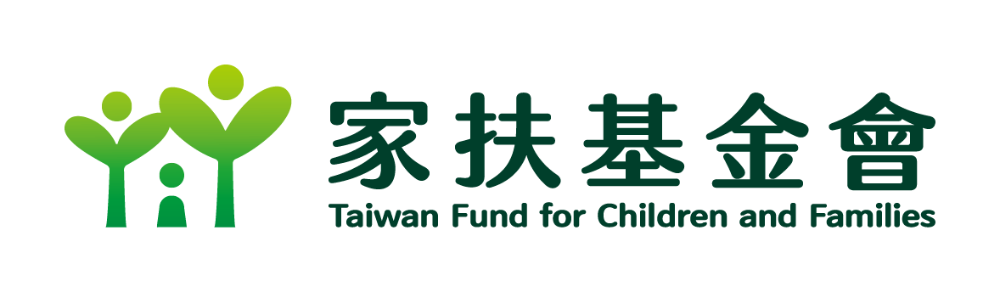 家扶基金會
Taiwan Fund for Children and Families